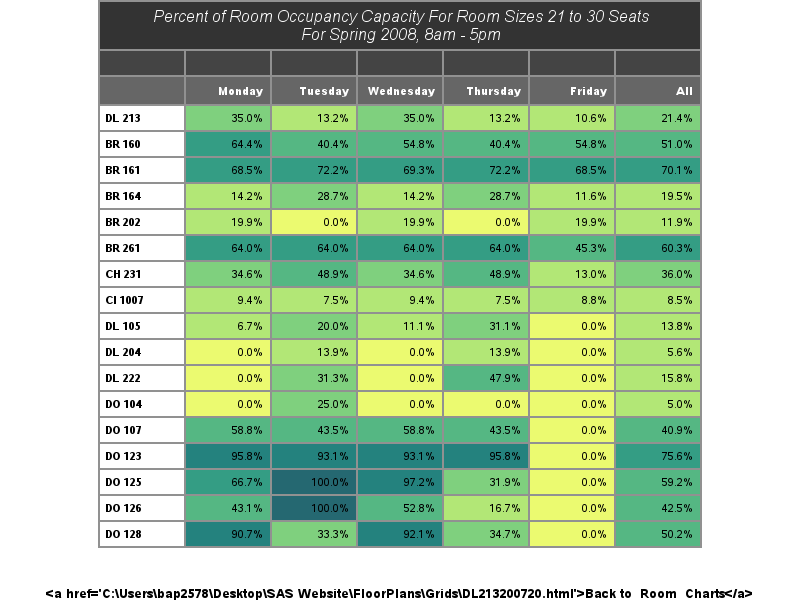 Percent of Room Occupancy Capacity For Room Sizes 21 to 30 Seats
For Spring 2008, 8am - 5pm
Monday Tuesday Wednesday Thursday Friday All
DL 213 35.0% 13.2% 35.0% 13.2% 10.6% 21.4%
BR 160 64.4% 40.4% 54.8% 40.4% 54.8% 51.0%
BR 161 68.5% 72.2% 69.3% 72.2% 68.5% 70.1%
BR 164 14.2% 28.7% 14.2% 28.7% 11.6% 19.5%
BR 202 19.9% 0.0% 19.9% 0.0% 19.9% 11.9%
BR 261 64.0% 64.0% 64.0% 64.0% 45.3% 60.3%
CH 231 34.6% 48.9% 34.6% 48.9% 13.0% 36.0%
CI 1007 9.4% 7.5% 9.4% 7.5% 8.8% 8.5%
DL 105 6.7% 20.0% 11.1% 31.1% 0.0% 13.8%
DL 204 0.0% 13.9% 0.0% 13.9% 0.0% 5.6%
DL 222 0.0% 31.3% 0.0% 47.9% 0.0% 15.8%
DO 104 0.0% 25.0% 0.0% 0.0% 0.0% 5.0%
DO 107 58.8% 43.5% 58.8% 43.5% 0.0% 40.9%
DO 123 95.8% 93.1% 93.1% 95.8% 0.0% 75.6%
DO 125 66.7% 100.0% 97.2% 31.9% 0.0% 59.2%
DO 126 43.1% 100.0% 52.8% 16.7% 0.0% 42.5%
DO 128 90.7% 33.3% 92.1% 34.7% 0.0% 50.2%
<a href='C:\Users\bap2578\Desktop\SAS Website\FloorPlans\Grids\DL213200720.html'>Back to Room Charts</a>